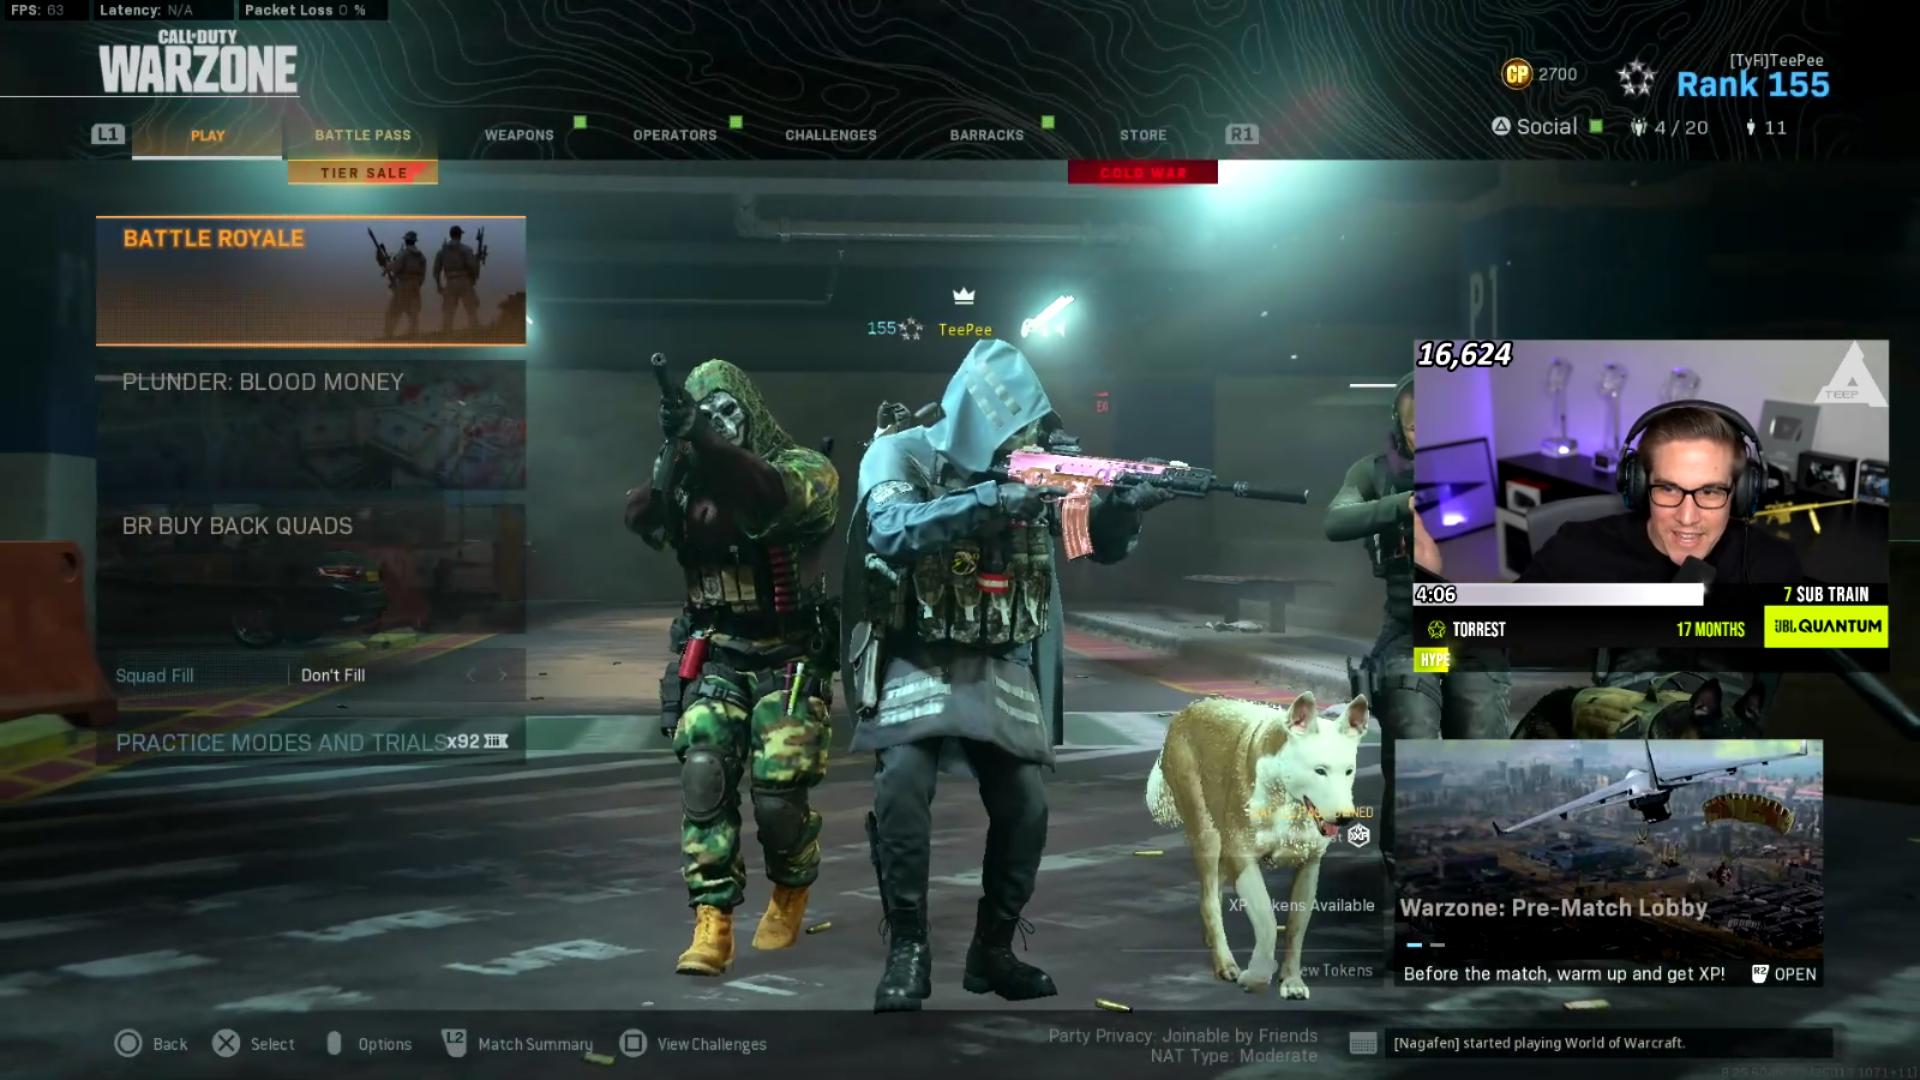 FPS: 63
Latency: N/A
Packet Loss 0 %
CALL OF DUTY
WARZONE
CP 2700
[TyFi]TeePee
Rank 155
Social
4 / 20
11
L1
PLAY
BATTLE PASS
WEAPONS
OPERATORS
CHALLENGES
BARRACKS
STORE
R1
TIER SALE
COLD WAR
BATTLE ROYALE
PLUNDER: BLOOD MONEY
BR BUY BACK QUADS
Squad Fill
Don't Fill
PRACTICE MODES AND TRIALS
x92
155
TeePee
16,624
TEEP
4:06
7 SUB TRAIN
TORREST
17 MONTHS
JBL QUANTUM
HYPE
Tokens Available
Tokens
Warzone: Pre-Match Lobby
Before the match, warm up and get XP!
R2
OPEN
Back
Select
Options
L2
Match Summary
View Challenges
Party Privacy: Joinable by Friends
NAT Type: Moderate
[Nagafen] started playing World of Warcraft.